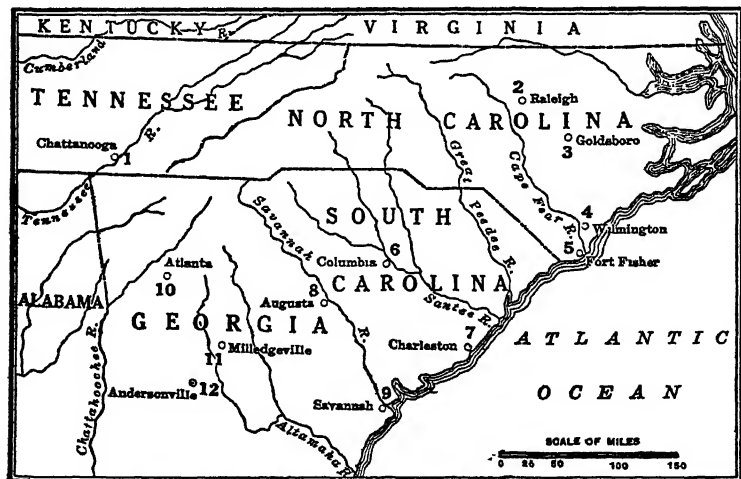 KENTUCKY R. VIRGINIA
Cumberland
TENNESSEE
2
Raleigh
NORTH CAROLINA
3
Goldsboro
Chattanooga
1
R.
Great
Peedee R.
Cape Fear R.
Tennessee
4
Wilmington
5
Fort Fisher
Savannah
R.
SOUTH
CAROLINA
6
Columbia
Santee R.
Atlanta
10
ALABAMA
Augusta
8
GEORGIA
7
Charleston
ATLANTIC
OCEAN
11
Milledgeville
12
Andersonville
Chattahoochee R.
9
Savannah
Altamaha R.
SCALE OF MILES
0 25 50 100 150